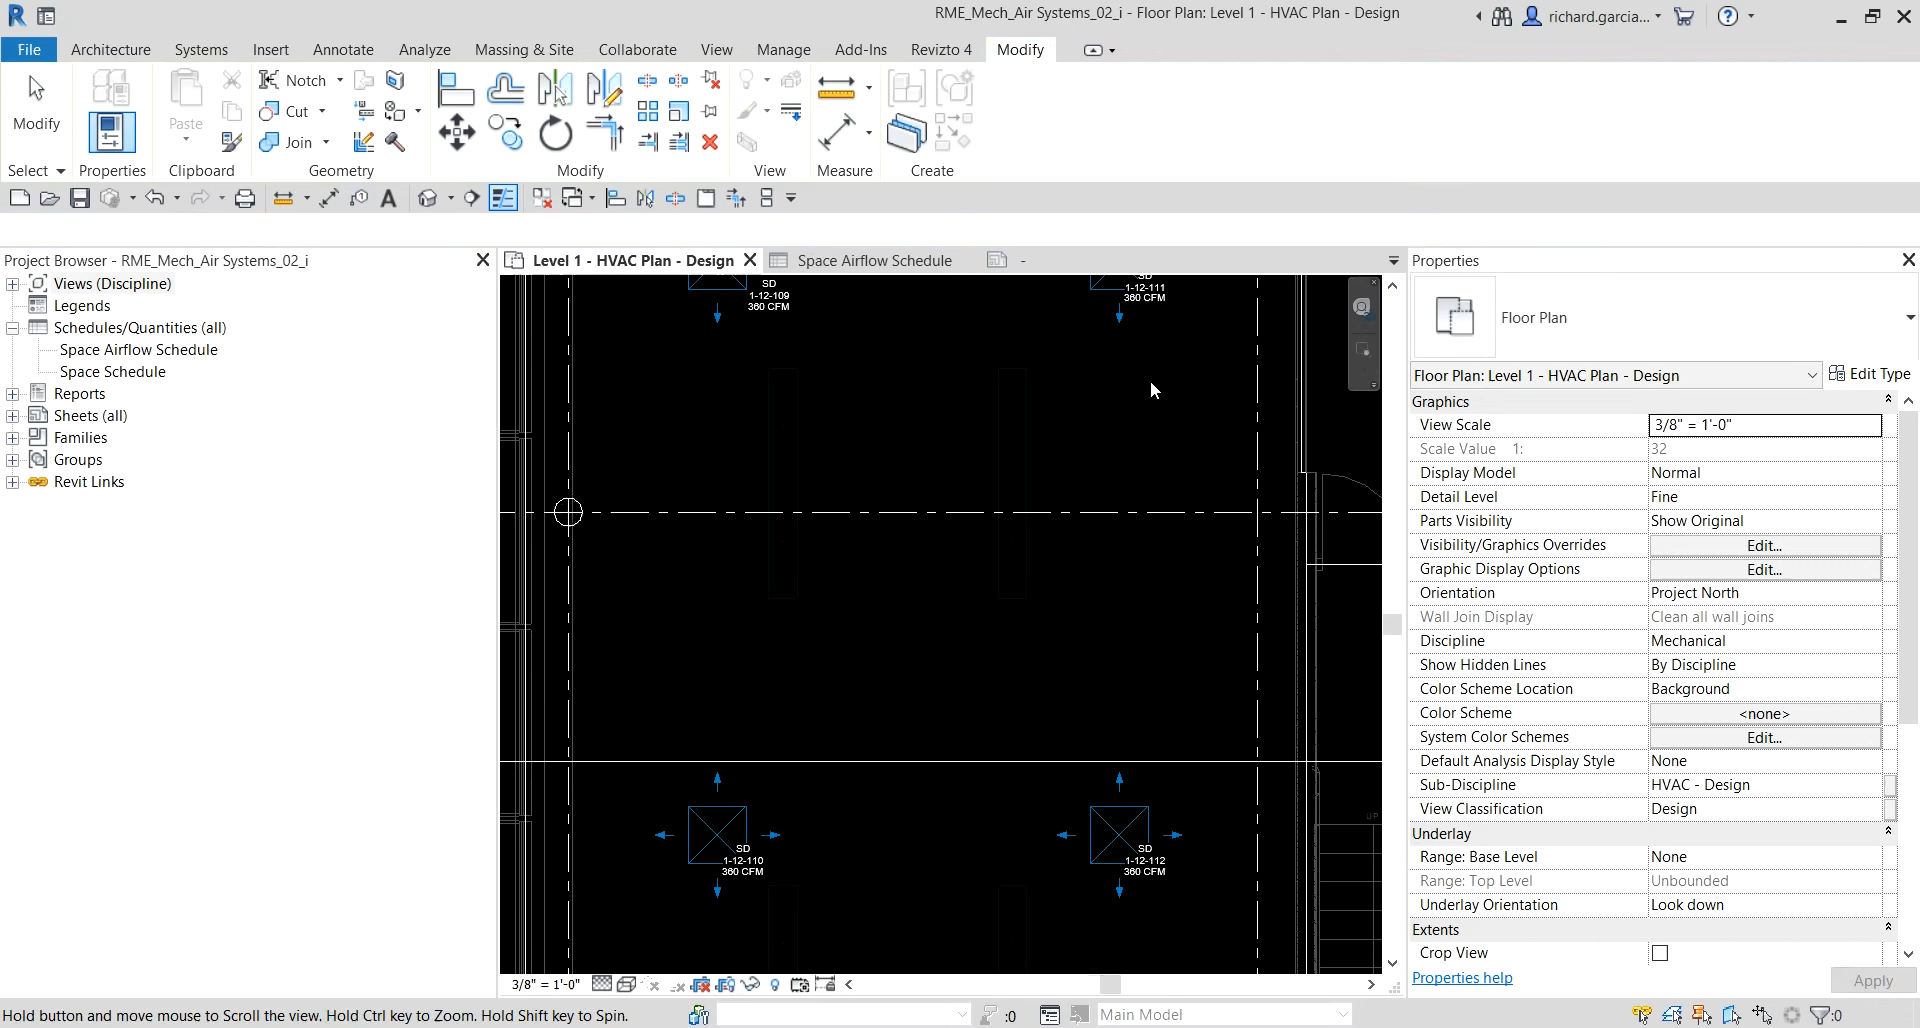 RME_Mech_Air Systems_02_i - Floor Plan: Level 1 - HVAC Plan - Design
richard.garcia...
File Architecture Systems Insert Annotate Analyze Massing & Site Collaborate View Manage Add-Ins Revizto 4 Modify
Notch
Cut
Join
Modify
Paste
Select Properties Clipboard Geometry Modify View Measure Create
Project Browser - RME_Mech_Air Systems_02_i
Views (Discipline)
Legends
Schedules/Quantities (all)
Space Airflow Schedule
Space Schedule
Reports
Sheets (all)
Families
Groups
Revit Links
Level 1 - HVAC Plan - Design
Space Airflow Schedule
-
SD
1-12-109
360 CFM
SD
1-12-111
360 CFM
UP
SD
1-12-110
360 CFM
SD
1-12-112
360 CFM
3/8" = 1'-0"
Properties
Floor Plan
Floor Plan: Level 1 - HVAC Plan - Design
Edit Type
Graphics
View Scale 3/8" = 1'-0"
Scale Value 1: 32
Display Model Normal
Detail Level Fine
Parts Visibility Show Original
Visibility/Graphics Overrides Edit...
Graphic Display Options Edit...
Orientation Project North
Wall Join Display Clean all wall joins
Discipline Mechanical
Show Hidden Lines By Discipline
Color Scheme Location Background
Color Scheme <none>
System Color Schemes Edit...
Default Analysis Display Style None
Sub-Discipline HVAC - Design
View Classification Design
Underlay
Range: Base Level None
Range: Top Level Unbounded
Underlay Orientation Look down
Extents
Crop View
Properties help
Apply
Hold button and move mouse to Scroll the view. Hold Ctrl key to Zoom. Hold Shift key to Spin.
:0
Main Model
:0